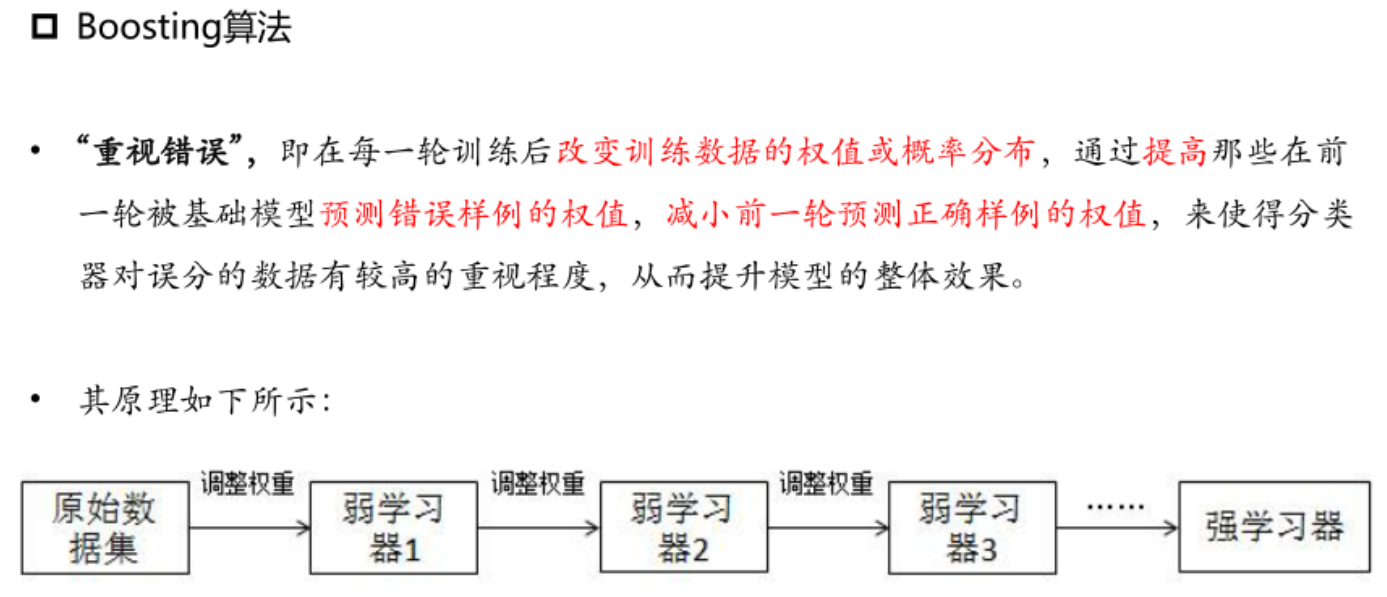 Boosting算法
• “重视错误”，即在每一轮训练后改变训练数据的权值或概率分布，通过提高那些在前
一轮被基础模型预测错误样例的权值，减小前一轮预测正确样例的权值，来使得分类
器对误分的数据有较高的重视程度，从而提升模型的整体效果。
• 其原理如下所示：
原始数
据集
调整权重
弱学习
器1
调整权重
弱学习
器2
调整权重
弱学习
器3
……
强学习器